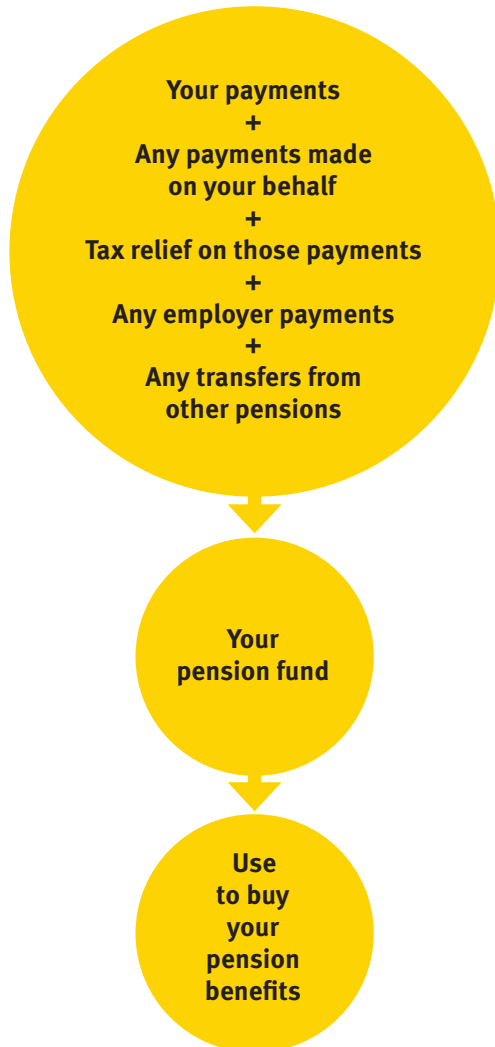 Your payments
+
Any payments made
on your behalf
+
Tax relief on those payments
+
Any employer payments
+
Any transfers from
other pensions
Your
pension fund
Use
to buy
your
pension
benefits